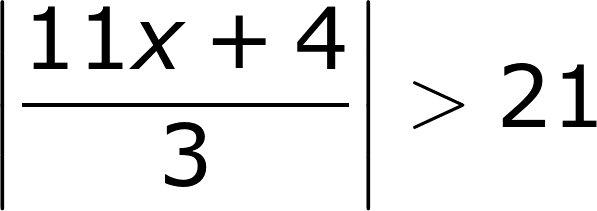 |11x + 4 / 3| > 21